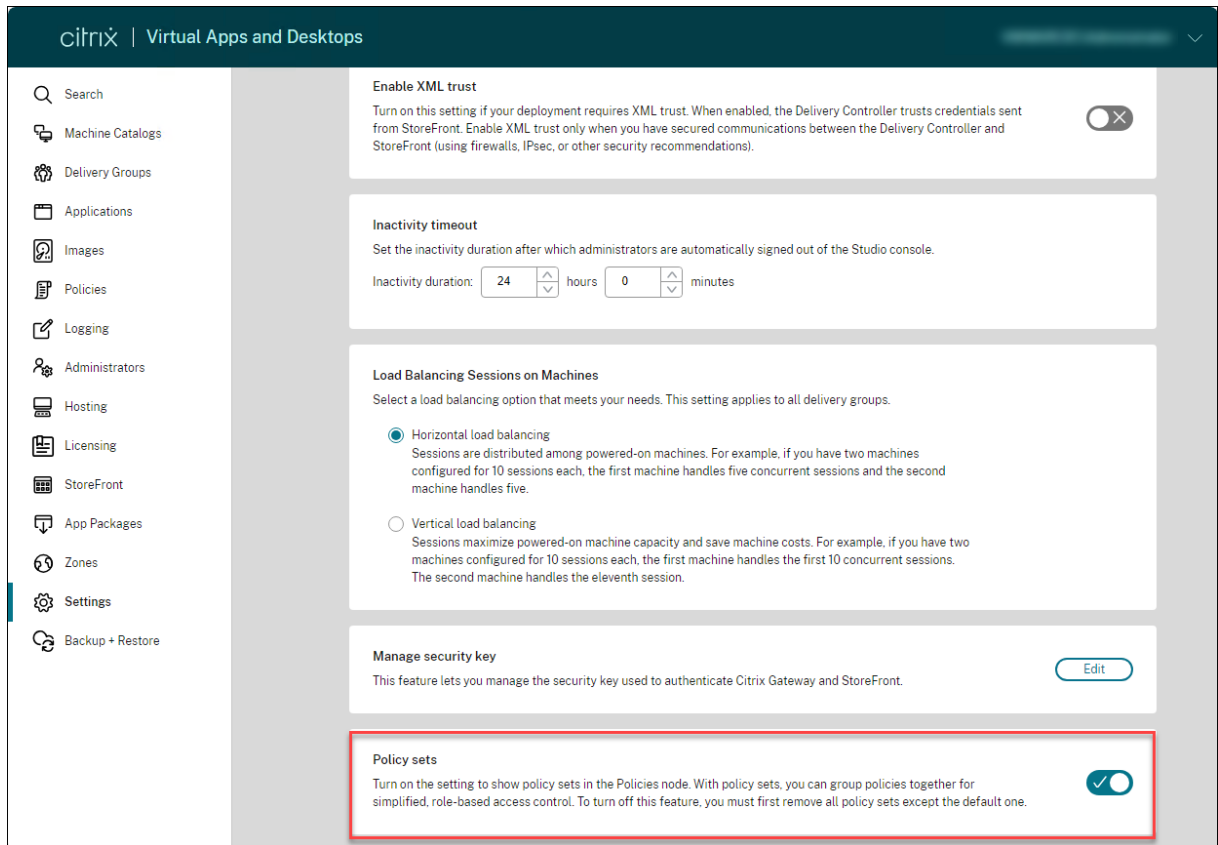 citrix | Virtual Apps and Desktops
Search
Machine Catalogs
Delivery Groups
Applications
Images
Policies
Logging
Administrators
Hosting
Licensing
StoreFront
App Packages
Zones
Settings
Backup + Restore
Enable XML trust
Turn on this setting if your deployment requires XML trust. When enabled, the Delivery Controller trusts credentials sent
from StoreFront. Enable XML trust only when you have secured communications between the Delivery Controller and
StoreFront (using firewalls, IPsec, or other security recommendations).
Inactivity timeout
Set the inactivity duration after which administrators are automatically signed out of the Studio console.
Inactivity duration: 24 hours 0 minutes
Load Balancing Sessions on Machines
Select a load balancing option that meets your needs. This setting applies to all delivery groups.
Horizontal load balancing
Sessions are distributed among powered-on machines. For example, if you have two machines
configured for 10 sessions each, the first machine handles five concurrent sessions and the second
machine handles five.
Vertical load balancing
Sessions maximize powered-on machine capacity and save machine costs. For example, if you have two
machines configured for 10 sessions each, the first machine handles the first 10 concurrent sessions.
The second machine handles the eleventh session.
Manage security key
This feature lets you manage the security key used to authenticate Citrix Gateway and StoreFront.
Edit
Policy sets
Turn on the setting to show policy sets in the Policies node. With policy sets, you can group policies together for
simplified, role-based access control. To turn off this feature, you must first remove all policy sets except the default one.